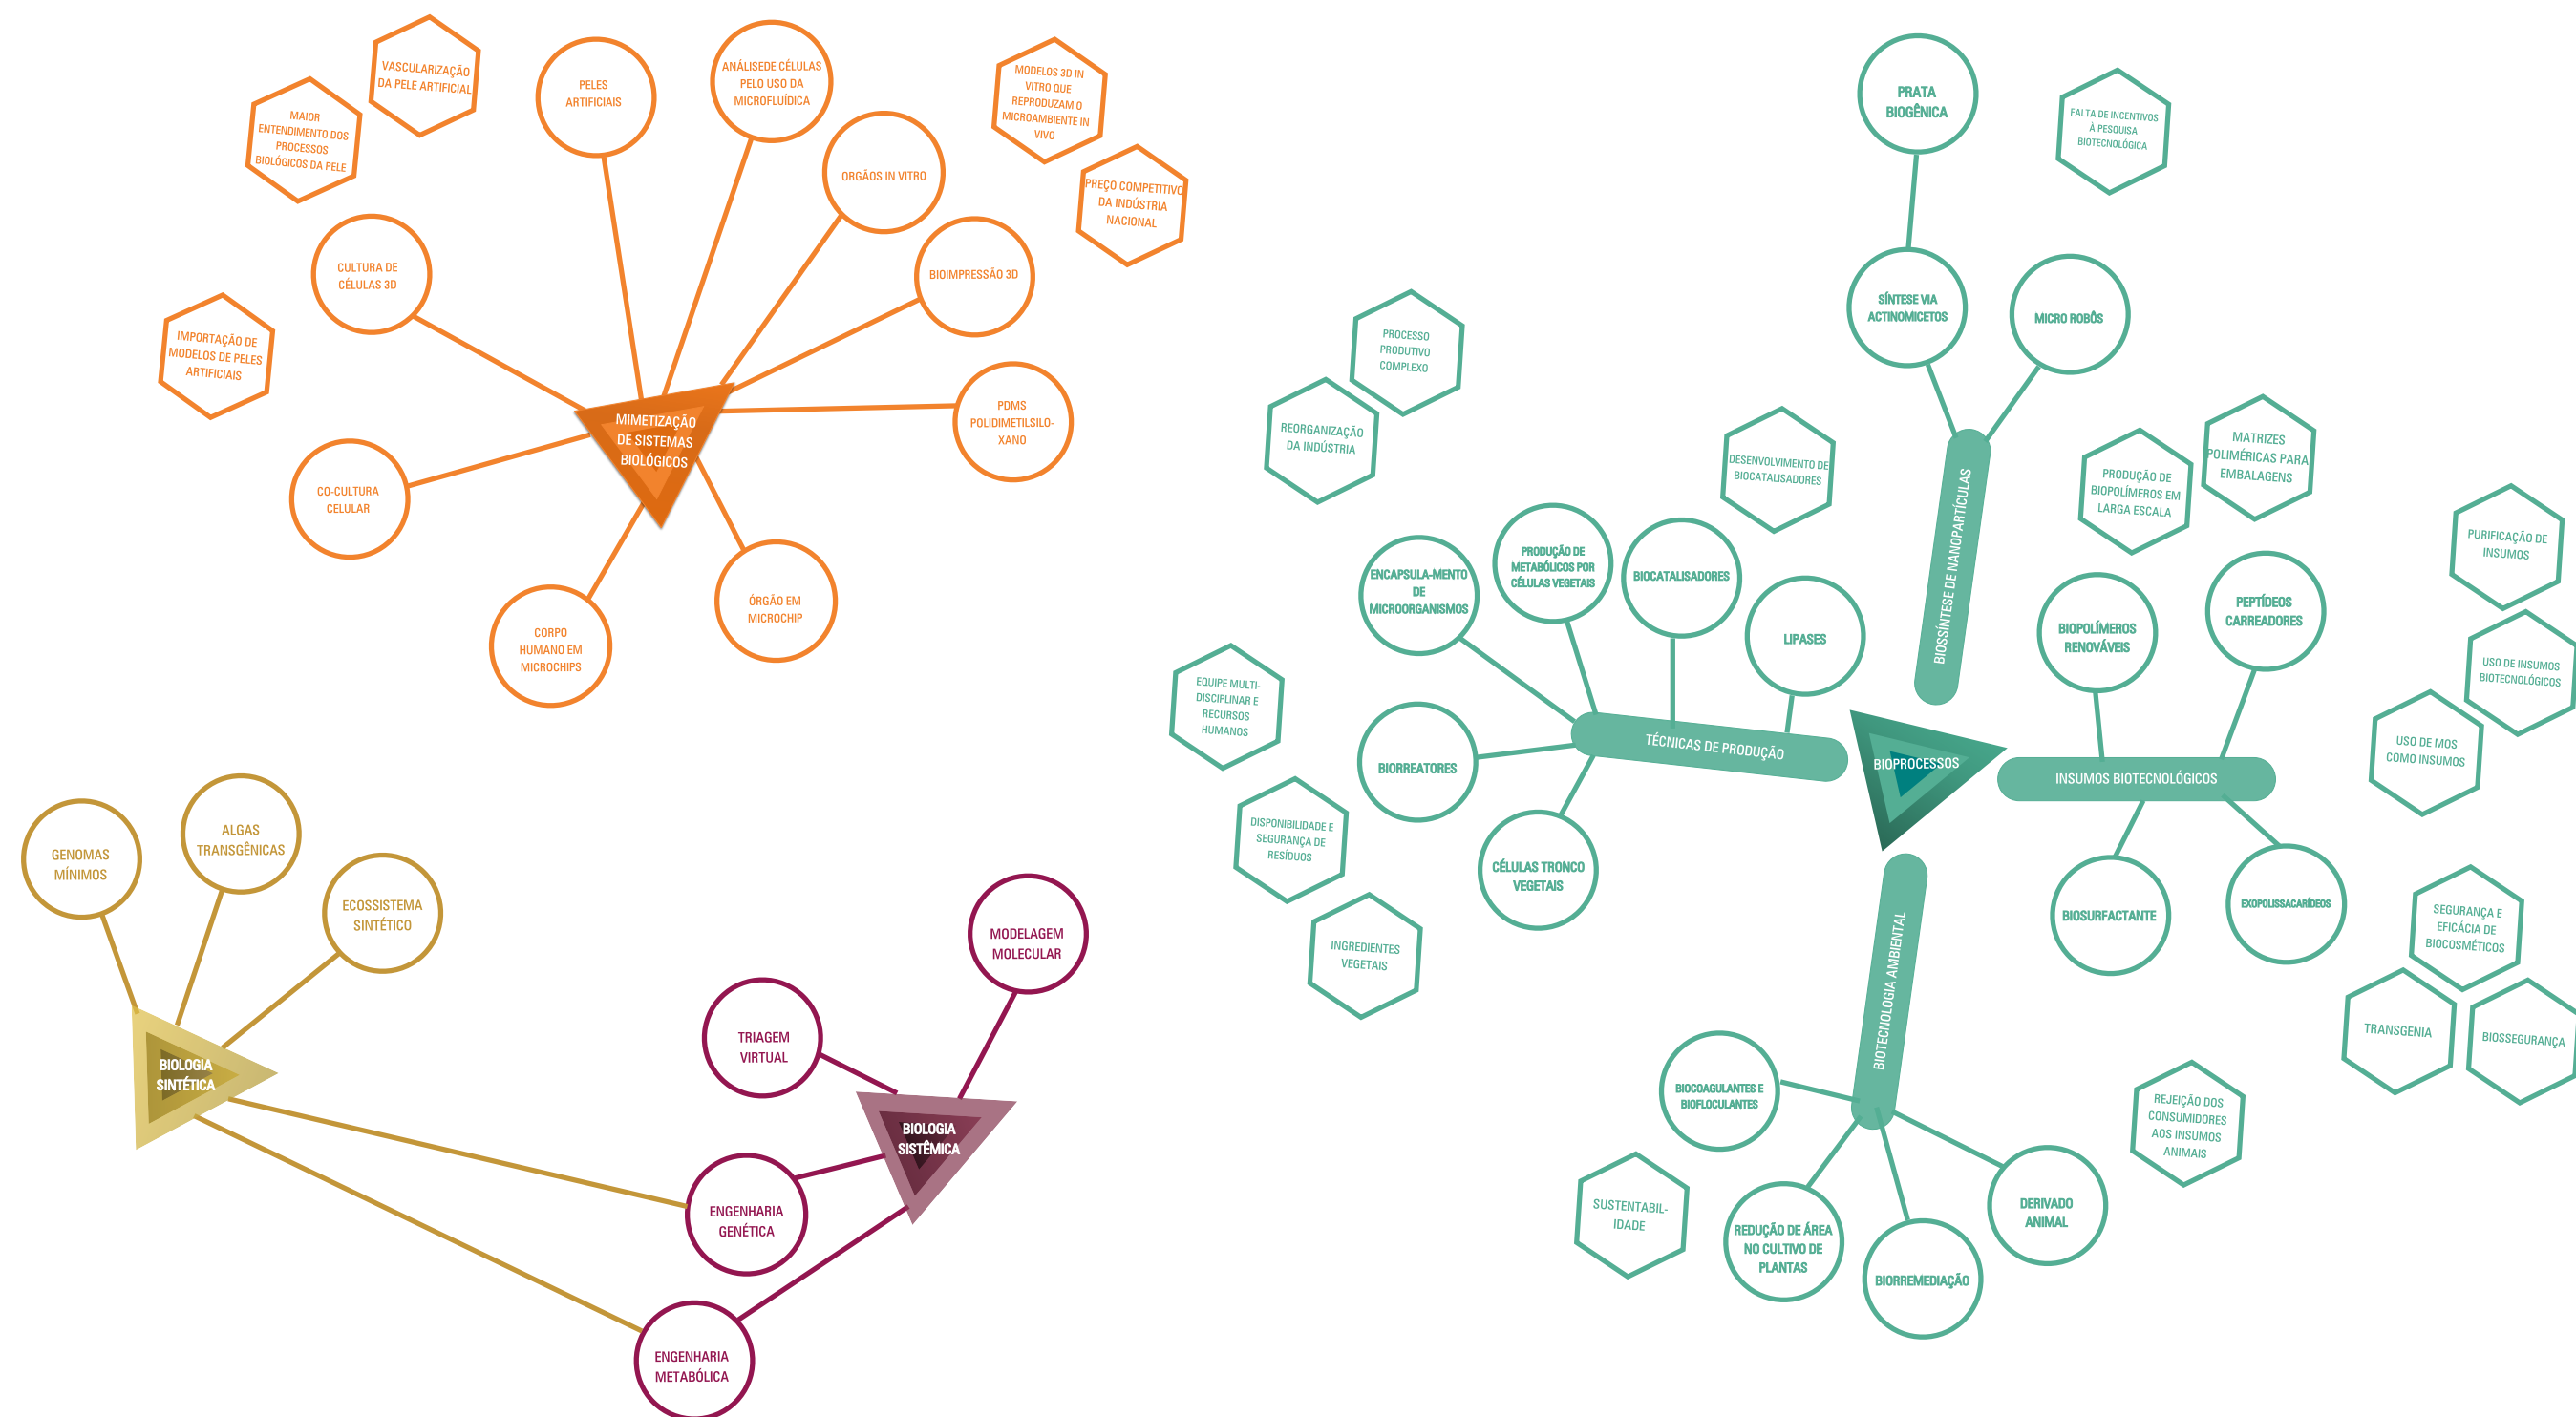 VASCULARIZAÇÃO
DA PELE ARTIFICIAL
MAIOR
ENTENDIMENTO DOS
PROCESSOS
BIOLÓGICOS DA PELE
PELES
ARTIFICIAIS
ANÁLISEDE CÉLULAS
PELO USO DA
MICROFLUÍDICA
MODELOS 3D IN
VITRO QUE
REPRODUZAM O
MICROAMBIENTE IN
VIVO
ORGÃOS IN VITRO
PREÇO COMPETITIVO
DA INDÚSTRIA
NACIONAL
CULTURA DE
CÉLULAS 3D
BIOIMPRESSÃO 3D
IMPORTAÇÃO DE
MODELOS DE PELES
ARTIFICIAIS
MIMETIZAÇÃO
DE SISTEMAS
BIOLÓGICOS
PDMS
POLIDIMETILSILO-
XANO
CO-CULTURA
CELULAR
CORPO
HUMANO EM
MICROCHIPS
ÓRGÃO EM
MICROCHIP
GENOMAS
MÍNIMOS
ALGAS
TRANSGÊNICAS
ECOSSISTEMA
SINTÉTICO
BIOLOGIA
SINTÉTICA
MODELAGEM
MOLECULAR
TRIAGEM
VIRTUAL
BIOLOGIA
SISTÊMICA
ENGENHARIA
GENÉTICA
ENGENHARIA
METABÓLICA
PRATA
BIOGÊNICA
FALTA DE INCENTIVOS
À PESQUISA
BIOTECNOLÓGICA
SÍNTESE VIA
ACTINOMICETOS
MICRO ROBÔS
BIOSSÍNTESE DE NANOPARTÍCULAS
PROCESSO
PRODUTIVO
COMPLEXO
REORGANIZAÇÃO
DA INDÚSTRIA
DESENVOLVIMENTO DE
BIOCATALISADORES
ENCAPSULA-MENTO
DE
MICROORGANISMOS
PRODUÇÃO DE
METABÓLICOS POR
CÉLULAS VEGETAIS
BIOCATALISADORES
LIPASES
EQUIPE MULTI-
DISCIPLINAR E
RECURSOS
HUMANOS
BIORREATORES
TÉCNICAS DE PRODUÇÃO
DISPONIBILIDADE E
SEGURANÇA DE
RESÍDUOS
CÉLULAS TRONCO
VEGETAIS
INGREDIENTES
VEGETAIS
BIOPROCESSOS
PRODUÇÃO DE
BIOPOLÍMEROS EM
LARGA ESCALA
MATRIZES
POLIMÉRICAS PARA
EMBALAGENS
PURIFICAÇÃO DE
INSUMOS
BIOPOLÍMEROS
RENOVÁVEIS
PEPTÍDEOS
CARREADORES
USO DE INSUMOS
BIOTECNOLÓGICOS
USO DE MOS
COMO INSUMOS
INSUMOS BIOTECNOLÓGICOS
BIOSURFACTANTE
EXOPOLISSACARÍDEOS
SEGURANÇA E
EFICÁCIA DE
BIOCOSMÉTICOS
TRANSGENIA
BIOSSEGURANÇA
BIOTECNOLOGIA AMBIENTAL
BIOCOAGULANTES E
BIOFLOCULANTES
REJEIÇÃO DOS
CONSUMIDORES
AOS INSUMOS
ANIMAIS
SUSTENTABIL-
IDADE
REDUÇÃO DE ÁREA
NO CULTIVO DE
PLANTAS
BIORREMEDIAÇÃO
DERIVADO
ANIMAL